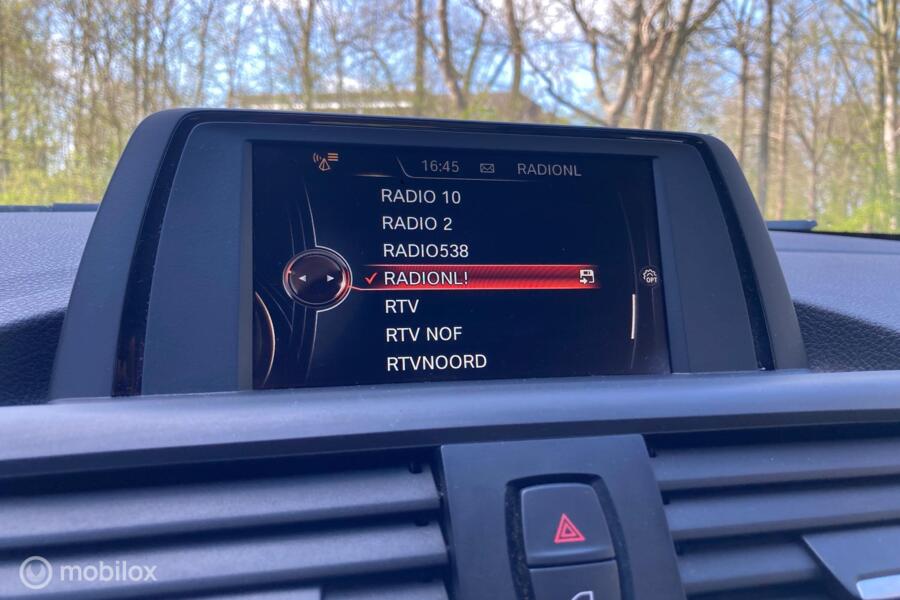 16:45 RADIONL
RADIO 10
RADIO 2
RADIO538
RADIONL!
OPT
RTV
RTV NOF
RTVNOORD
mobilox